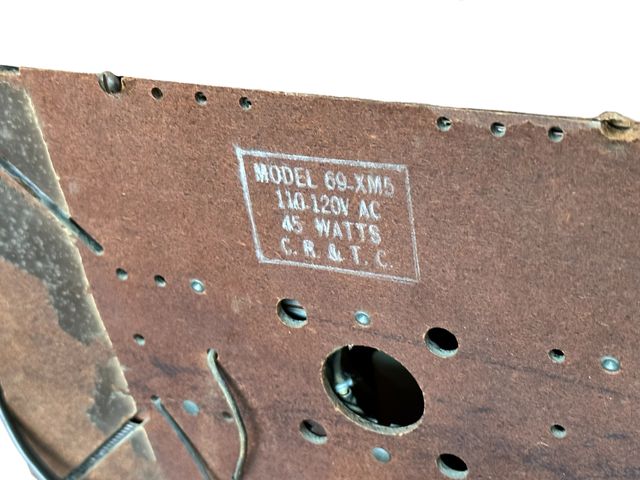 MODEL 69-XM5
110-120V AC
45 WATTS
C. R. & T. C.